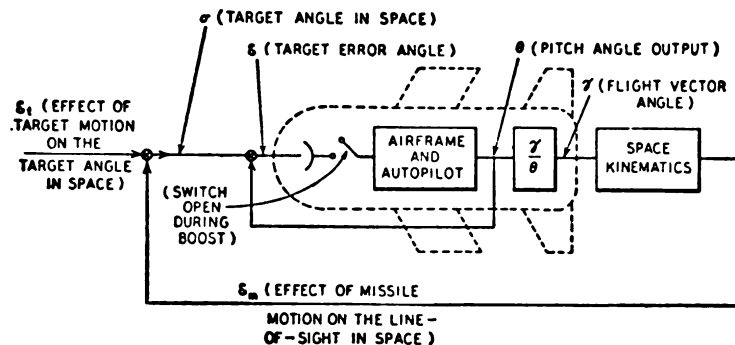 σ (TARGET ANGLE IN SPACE)
δ (TARGET ERROR ANGLE)
θ (PITCH ANGLE OUTPUT)
γ (FLIGHT VECTOR
ANGLE)
δt (EFFECT OF
.TARGET MOTION
ON THE
TARGET ANGLE
IN SPACE)
(SWITCH
OPEN
DURING
BOOST)
AIRFRAME
AND
AUTOPILOT
γ
θ
SPACE
KINEMATICS
δm (EFFECT OF MISSILE
MOTION ON THE LINE-
OF-SIGHT IN SPACE)